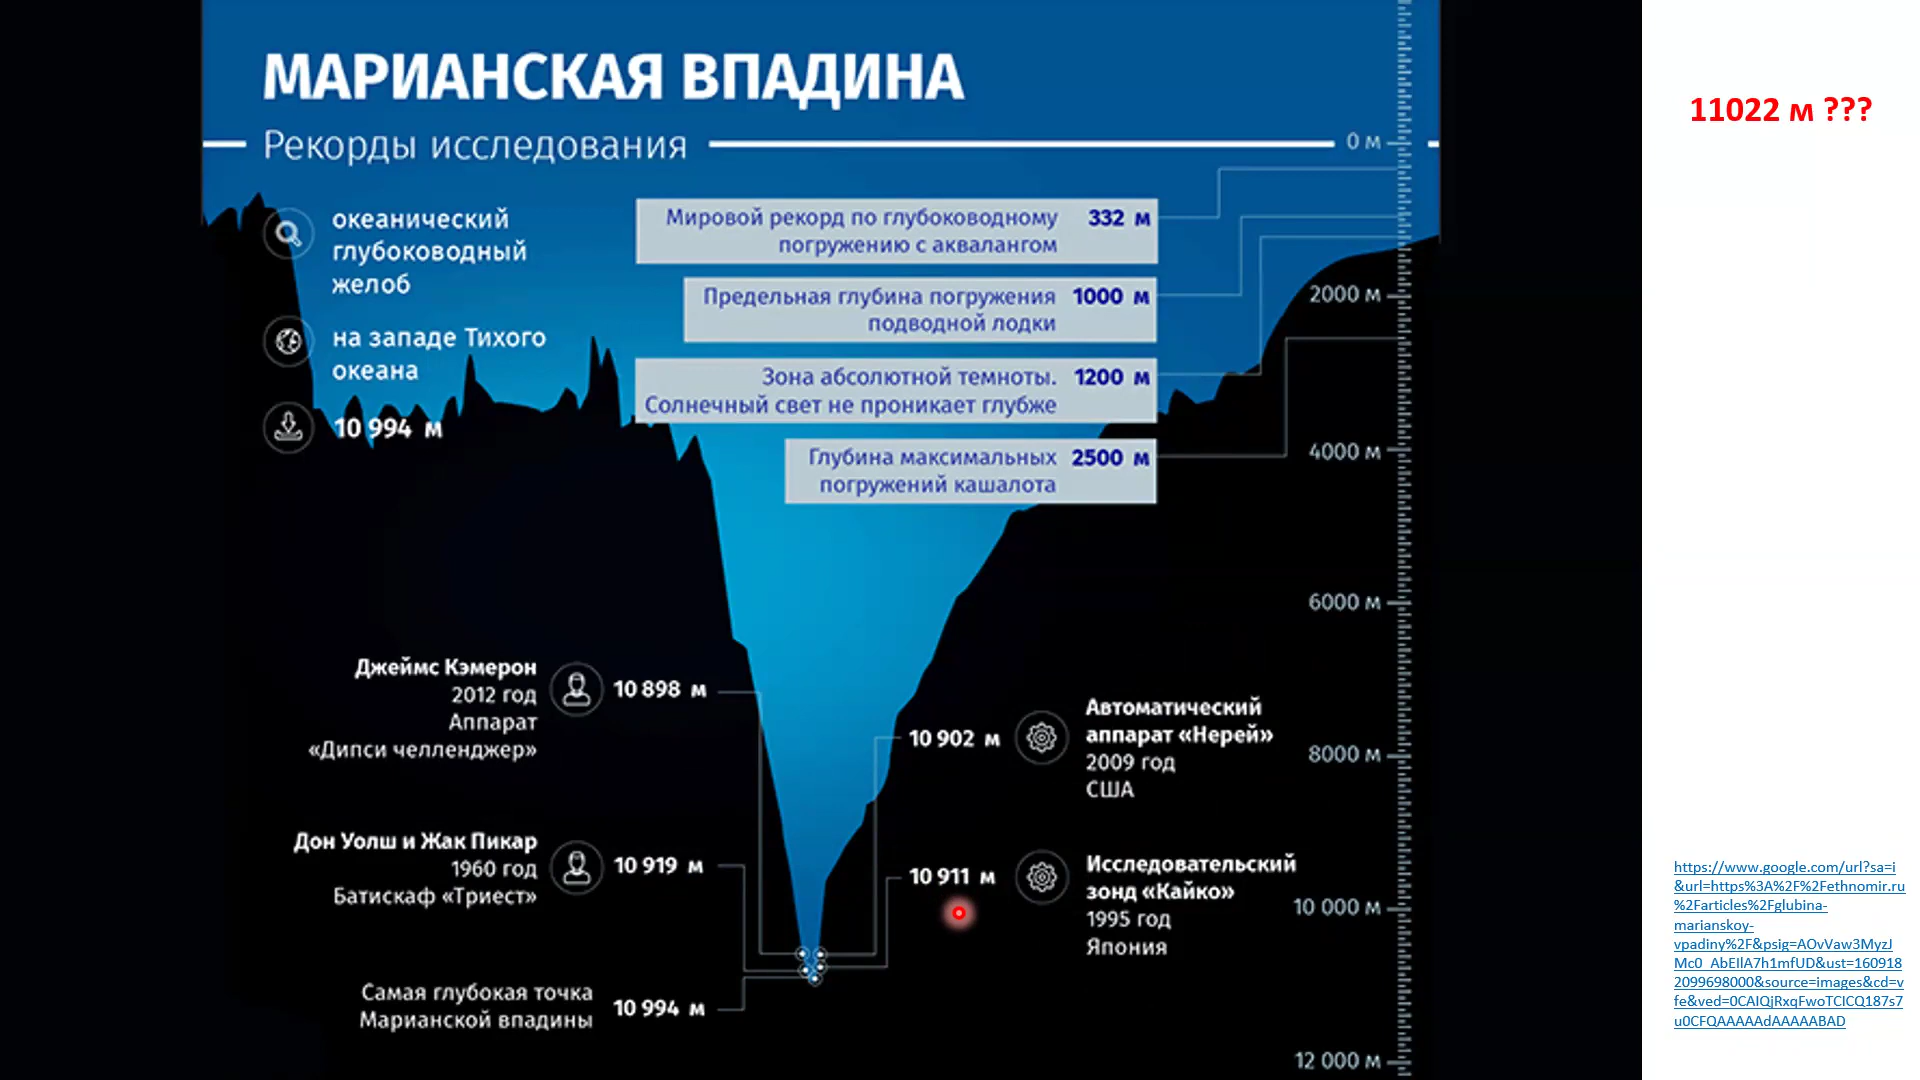 МАРИАНСКАЯ ВПАДИНА
Рекорды исследования
11022 м ???
океанический
глубоководный
желоб
на западе Тихого
океана
10 994 м
Мировой рекорд по глубоководному 332 м
погружению с аквалангом
Предельная глубина погружения 1000 м
подводной лодки
Зона абсолютной темноты. 1200 м
Солнечный свет не проникает глубже
Глубина максимальных 2500 м
погружений кашалота
0 м
2000 м
4000 м
6000 м
8000 м
10 000 м
12 000 м
Джеймс Кэмерон
2012 год
Аппарат
«Дипси челленджер»
10 898 м
Дон Уолш и Жак Пикар
1960 год
Батискаф «Триест»
10 919 м
Самая глубокая точка
Марианской впадины
10 994 м
10 902 м
Автоматический
аппарат «Нерей»
2009 год
США
10 911 м
Исследовательский
зонд «Кайко»
1995 год
Япония
https://www.google.com/url?sa=i
&url=https%3A%2F%2Fethnomir.ru
%2Farticles%2Fglubina-
marianskoy-
vpadiny%2F&psig=AOvVaw3MyzJ
Mc0_AbEIlA7h1mfUD&ust=160918
2099698000&source=images&cd=v
fe&ved=0CAIQjRxqFwoTCICQ187s7
u0CFQAAAAAdAAAAABAD